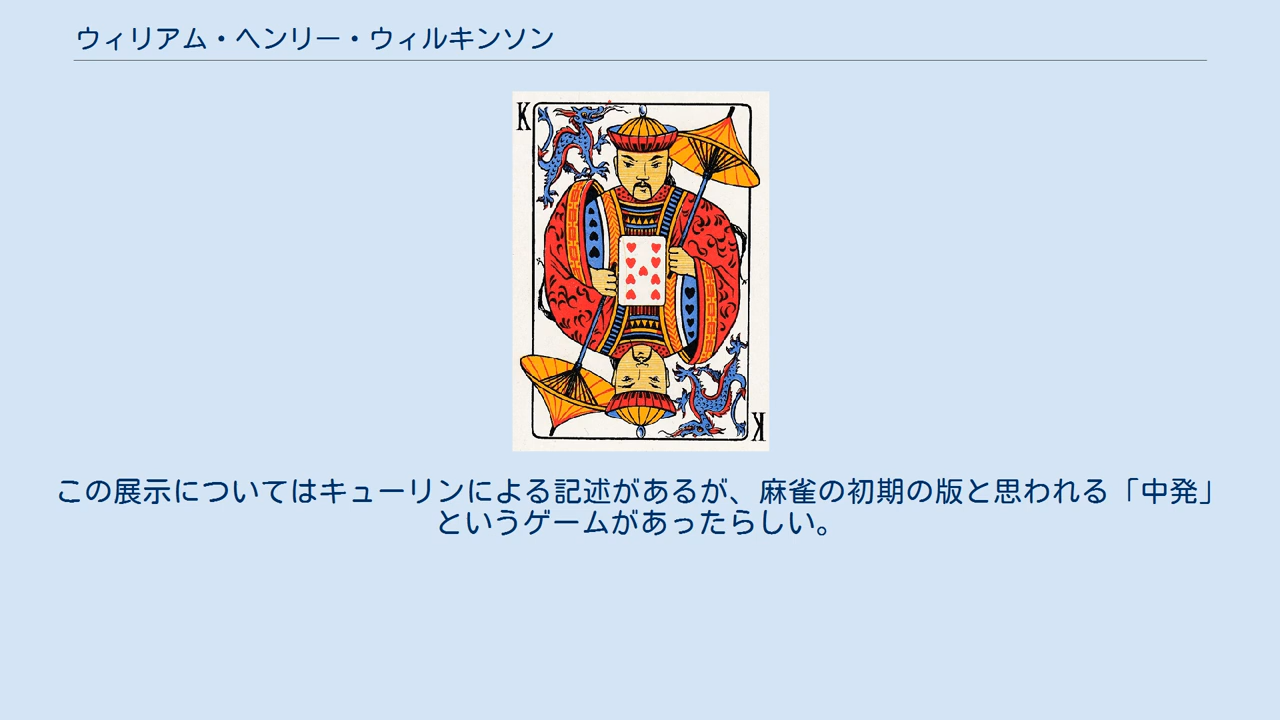 ウィリアム・ヘンリー・ウィルキンソン
K
この展示についてはキューリンによる記述があるが、麻雀の初期の版と思われる「中発」
というゲームがあったらしい。
K